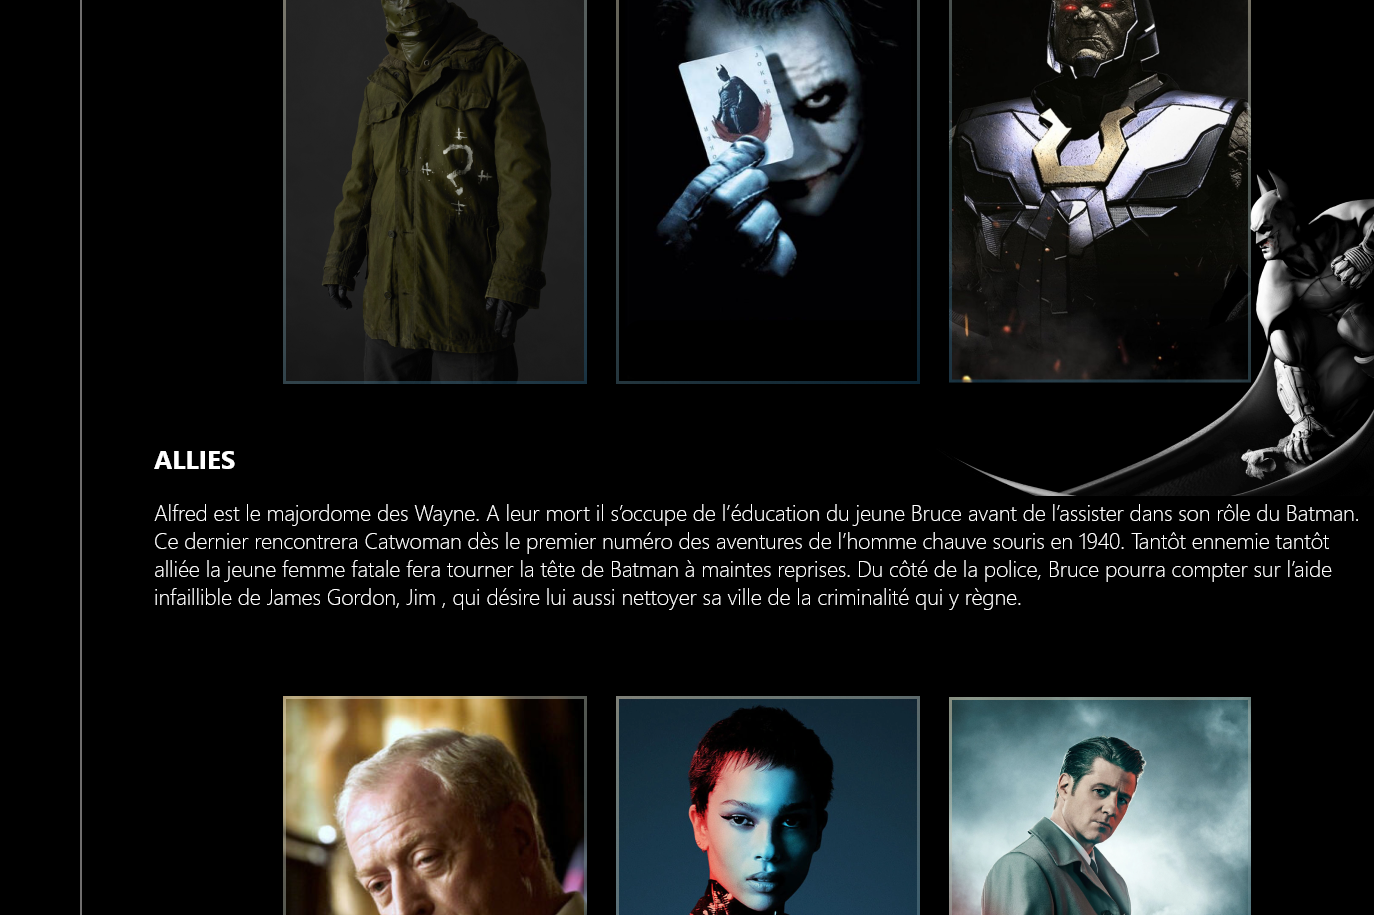 ?
JOKER
JOKER
ALLIES
Alfred est le majordome des Wayne. A leur mort il s’occupe de l’éducation du jeune Bruce avant de l’assister dans son rôle du Batman.
Ce dernier rencontrera Catwoman dès le premier numéro des aventures de l’homme chauve souris en 1940. Tantôt ennemie tantôt
alliée la jeune femme fatale fera tourner la tête de Batman à maintes reprises. Du côté de la police, Bruce pourra compter sur l’aide
infaillible de James Gordon, Jim , qui désire lui aussi nettoyer sa ville de la criminalité qui y règne.